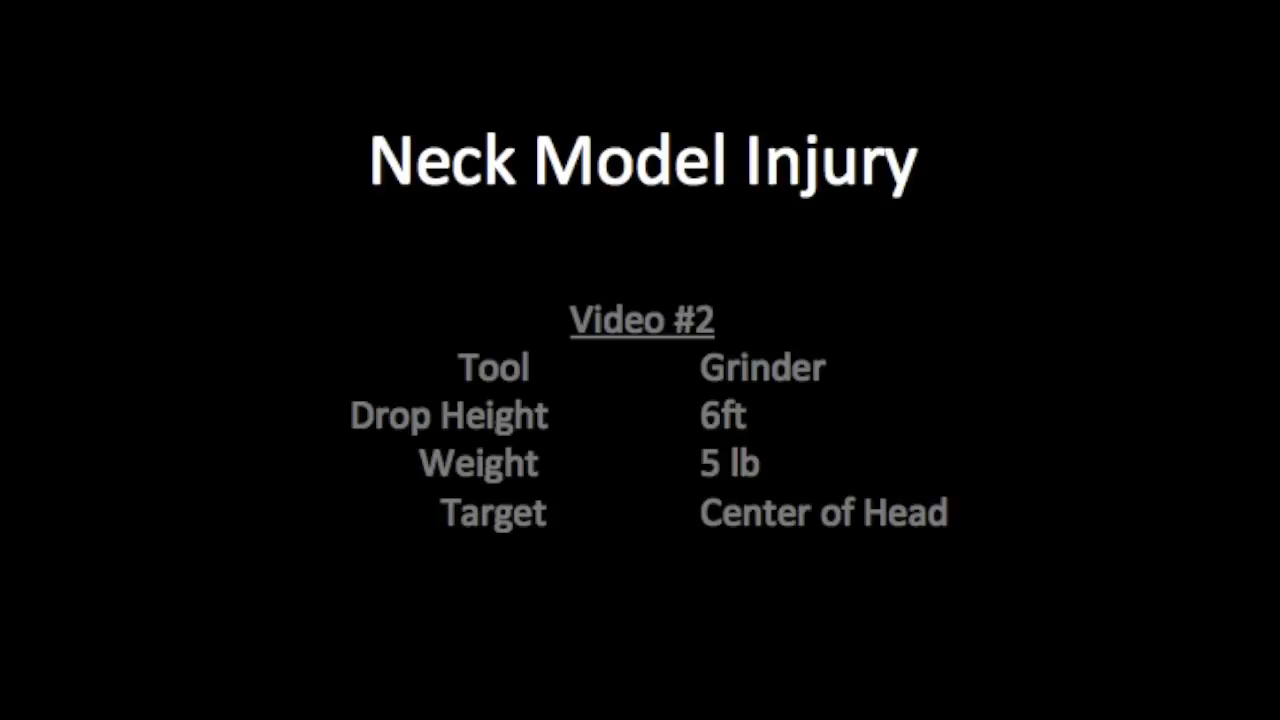 Neck Model Injury
Video #2
Tool Grinder
Drop Height 6ft
Weight 5 lb
Target Center of Head